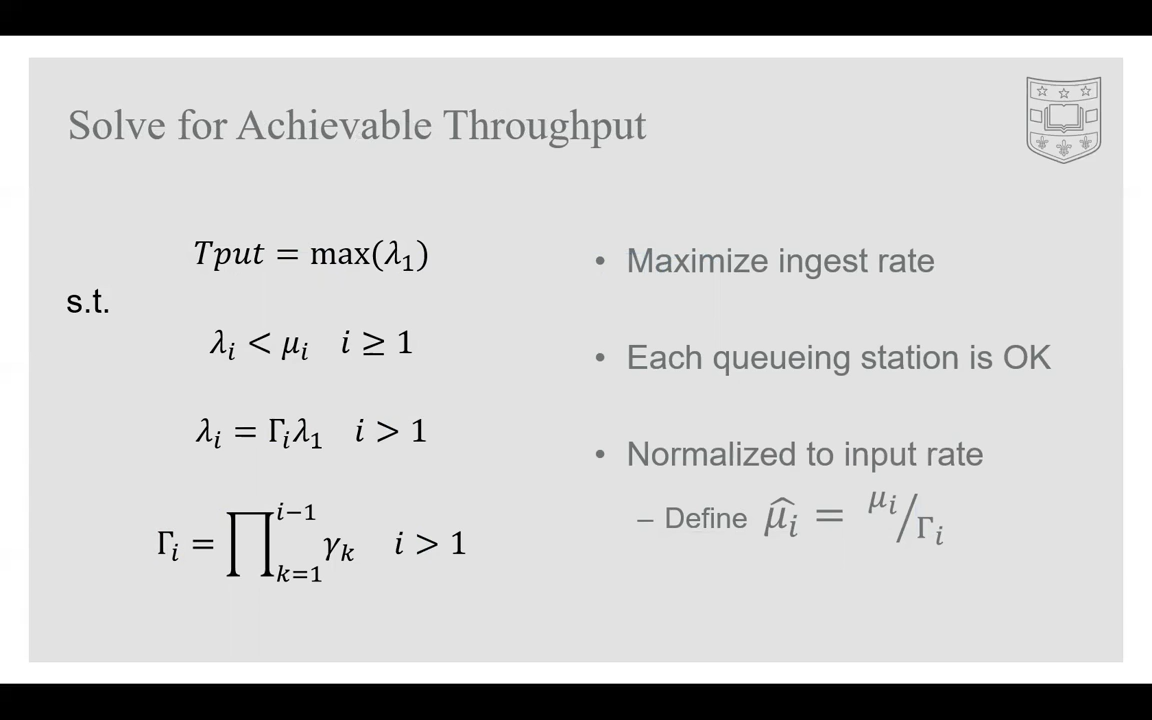 Solve for Achievable Throughput
Tput = max(λ₁)
s.t.
λᵢ < μᵢ   i ≥ 1
λᵢ = Γᵢλ₁   i > 1
Γᵢ = ∏ₖ₌₁ⁱ⁻¹ γₖ   i > 1
• Maximize ingest rate
• Each queueing station is OK
• Normalized to input rate
– Define μ̂ᵢ = μᵢ/Γᵢ